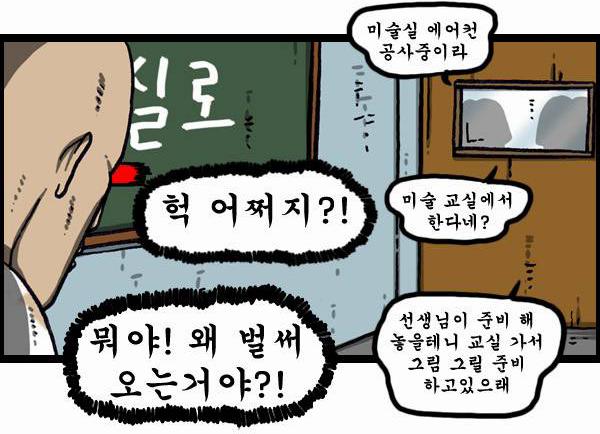 미술실 에어컨
공사중이라
실로
헉 어쩌지?!
미술 교실에서
한다네?
뭐야! 왜 벌써
오는거야?!
선생님이 준비 해
놓을테니 교실 가서
그림 그릴 준비
하고있으래